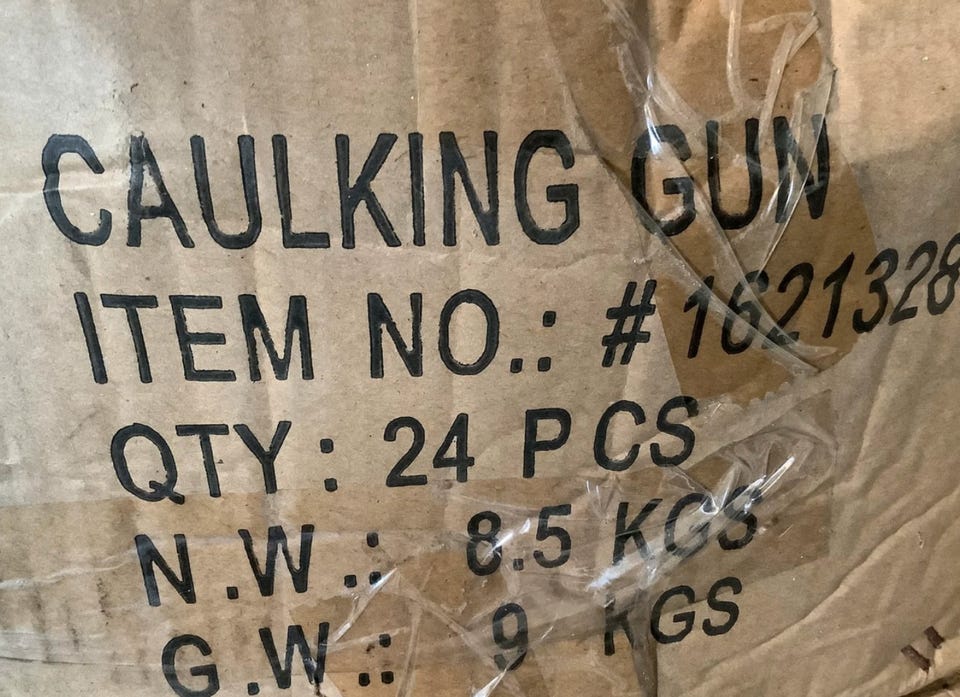 CAULKING GUN
ITEM NO.: #1621328
QTY: 24 PCS
N.W.: 8.5 KGS
G.W.: 9 KGS